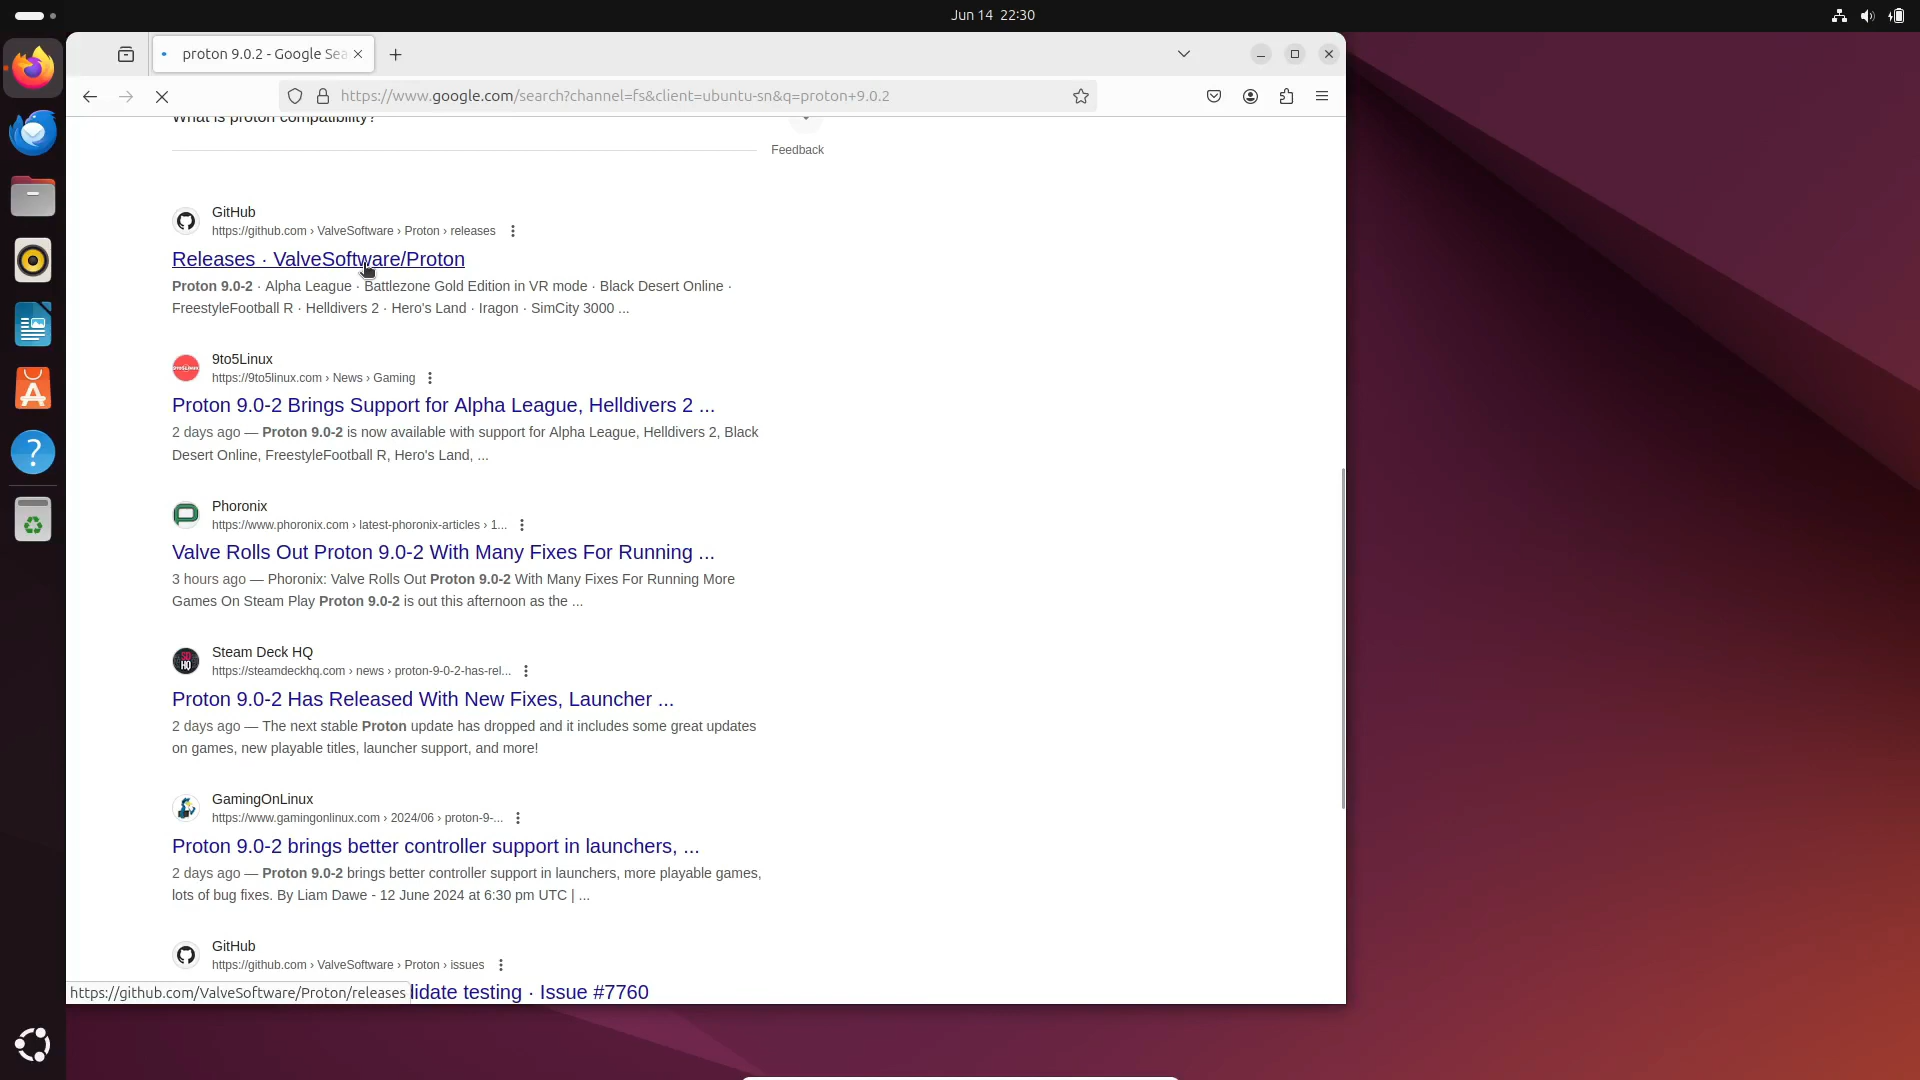 Jun 14 22:30
proton 9.0.2 - Google Sea
https://www.google.com/search?channel=fs&client=ubuntu-sn&q=proton+9.0.2
What is proton compatibility?
Feedback
GitHub
https://github.com › ValveSoftware › Proton › releases
Releases · ValveSoftware/Proton
Proton 9.0-2 · Alpha League · Battlezone Gold Edition in VR mode · Black Desert Online ·
FreestyleFootball R · Helldivers 2 · Hero's Land · Iragon · SimCity 3000 ...
9to5Linux
https://9to5linux.com › News › Gaming
Proton 9.0-2 Brings Support for Alpha League, Helldivers 2 ...
2 days ago — Proton 9.0-2 is now available with support for Alpha League, Helldivers 2, Black
Desert Online, FreestyleFootball R, Hero's Land, ...
Phoronix
https://www.phoronix.com › latest-phoronix-articles › 1...
Valve Rolls Out Proton 9.0-2 With Many Fixes For Running ...
3 hours ago — Phoronix: Valve Rolls Out Proton 9.0-2 With Many Fixes For Running More
Games On Steam Play Proton 9.0-2 is out this afternoon as the ...
Steam Deck HQ
https://steamdeckhq.com › news › proton-9-0-2-has-rel...
Proton 9.0-2 Has Released With New Fixes, Launcher ...
2 days ago — The next stable Proton update has dropped and it includes some great updates
on games, new playable titles, launcher support, and more!
GamingOnLinux
https://www.gamingonlinux.com › 2024/06 › proton-9-...
Proton 9.0-2 brings better controller support in launchers, ...
2 days ago — Proton 9.0-2 brings better controller support in launchers, more playable games,
lots of bug fixes. By Liam Dawe - 12 June 2024 at 6:30 pm UTC | ...
GitHub
https://github.com › ValveSoftware › Proton › issues
lidate testing · Issue #7760
https://github.com/ValveSoftware/Proton/releases